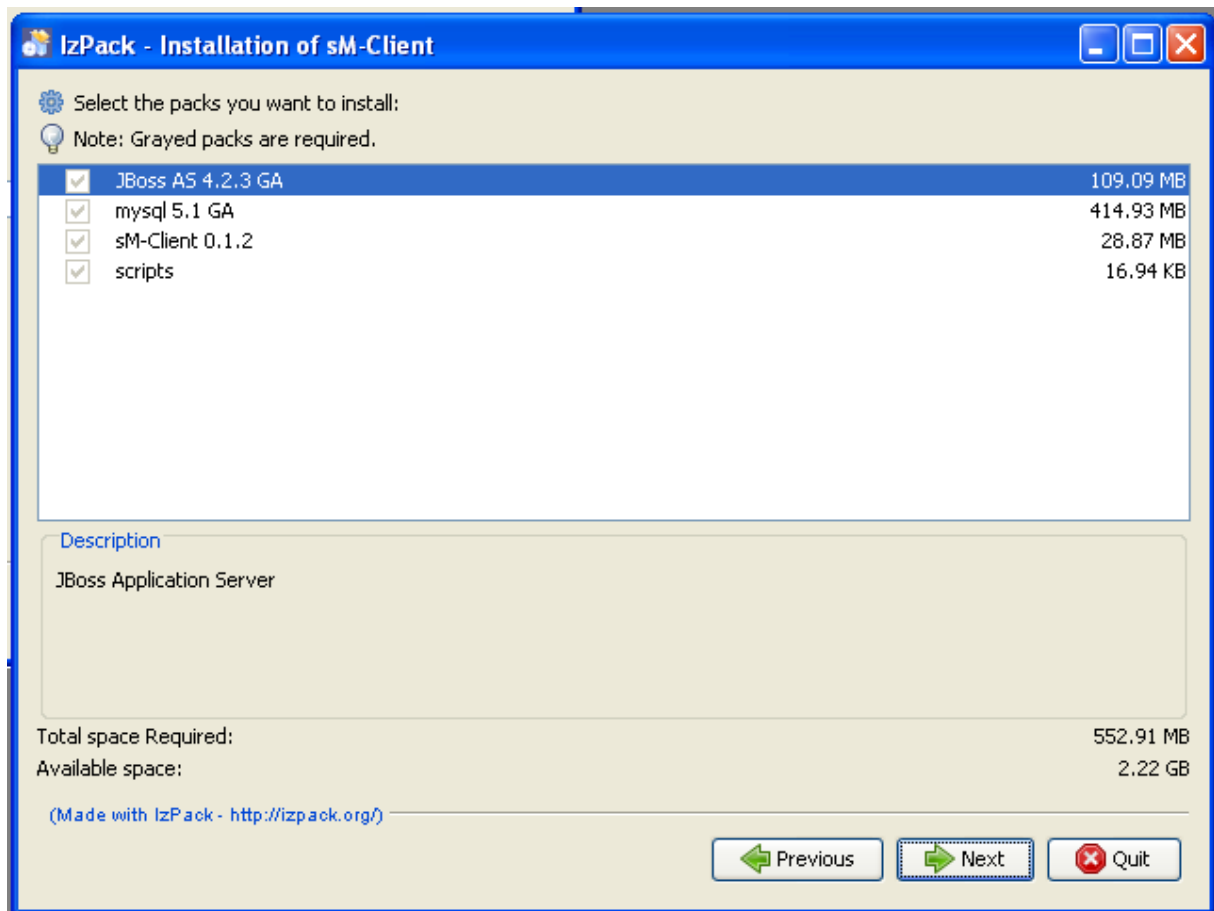 IzPack - Installation of sM-Client
Select the packs you want to install:
Note: Grayed packs are required.
JBoss AS 4.2.3 GA 109.09 MB
mysql 5.1 GA 414.93 MB
sM-Client 0.1.2 28.87 MB
scripts 16.94 KB
Description
JBoss Application Server
Total space Required: 552.91 MB
Available space: 2.22 GB
(Made with IzPack - http://izpack.org/)
Previous Next Quit